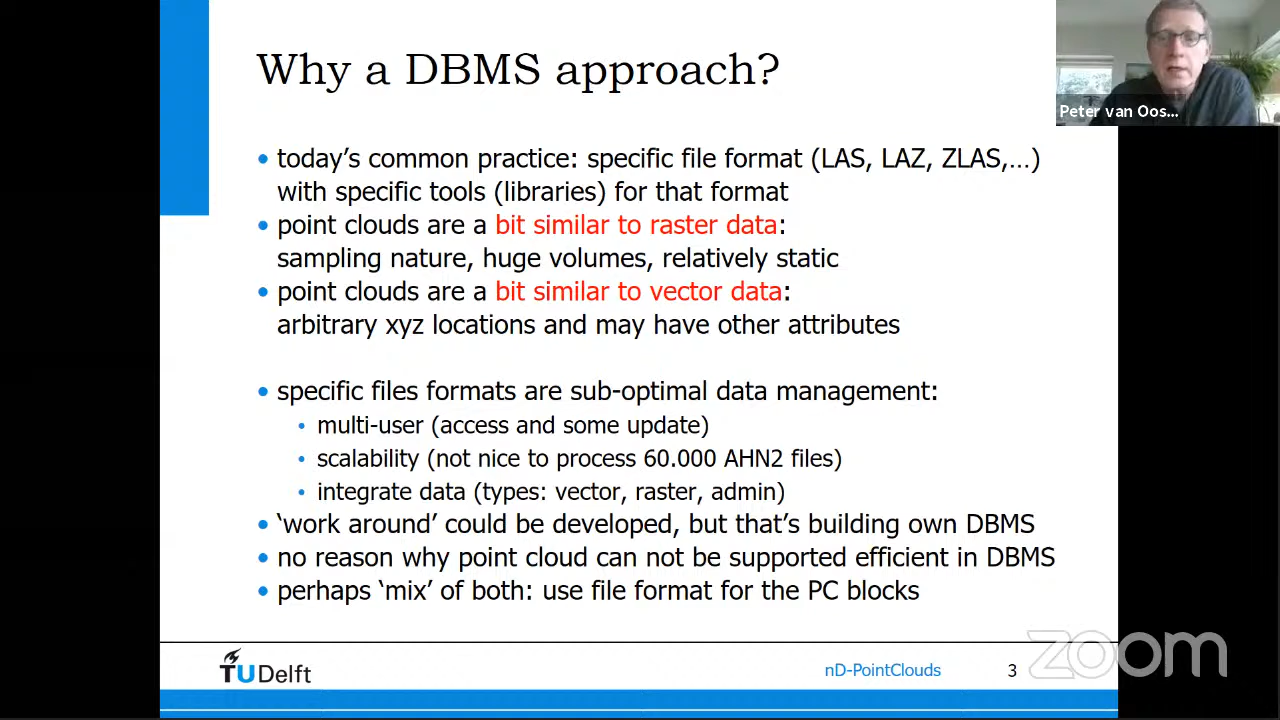 Why a DBMS approach?
Peter van Oos...
• today's common practice: specific file format (LAS, LAZ, ZLAS,...)
with specific tools (libraries) for that format
• point clouds are a bit similar to raster data:
sampling nature, huge volumes, relatively static
• point clouds are a bit similar to vector data:
arbitrary xyz locations and may have other attributes
• specific files formats are sub-optimal data management:
• multi-user (access and some update)
• scalability (not nice to process 60.000 AHN2 files)
• integrate data (types: vector, raster, admin)
• ‘work around’ could be developed, but that’s building own DBMS
• no reason why point cloud can not be supported efficient in DBMS
• perhaps ‘mix’ of both: use file format for the PC blocks
TU Delft
nD-PointClouds
3
zoom